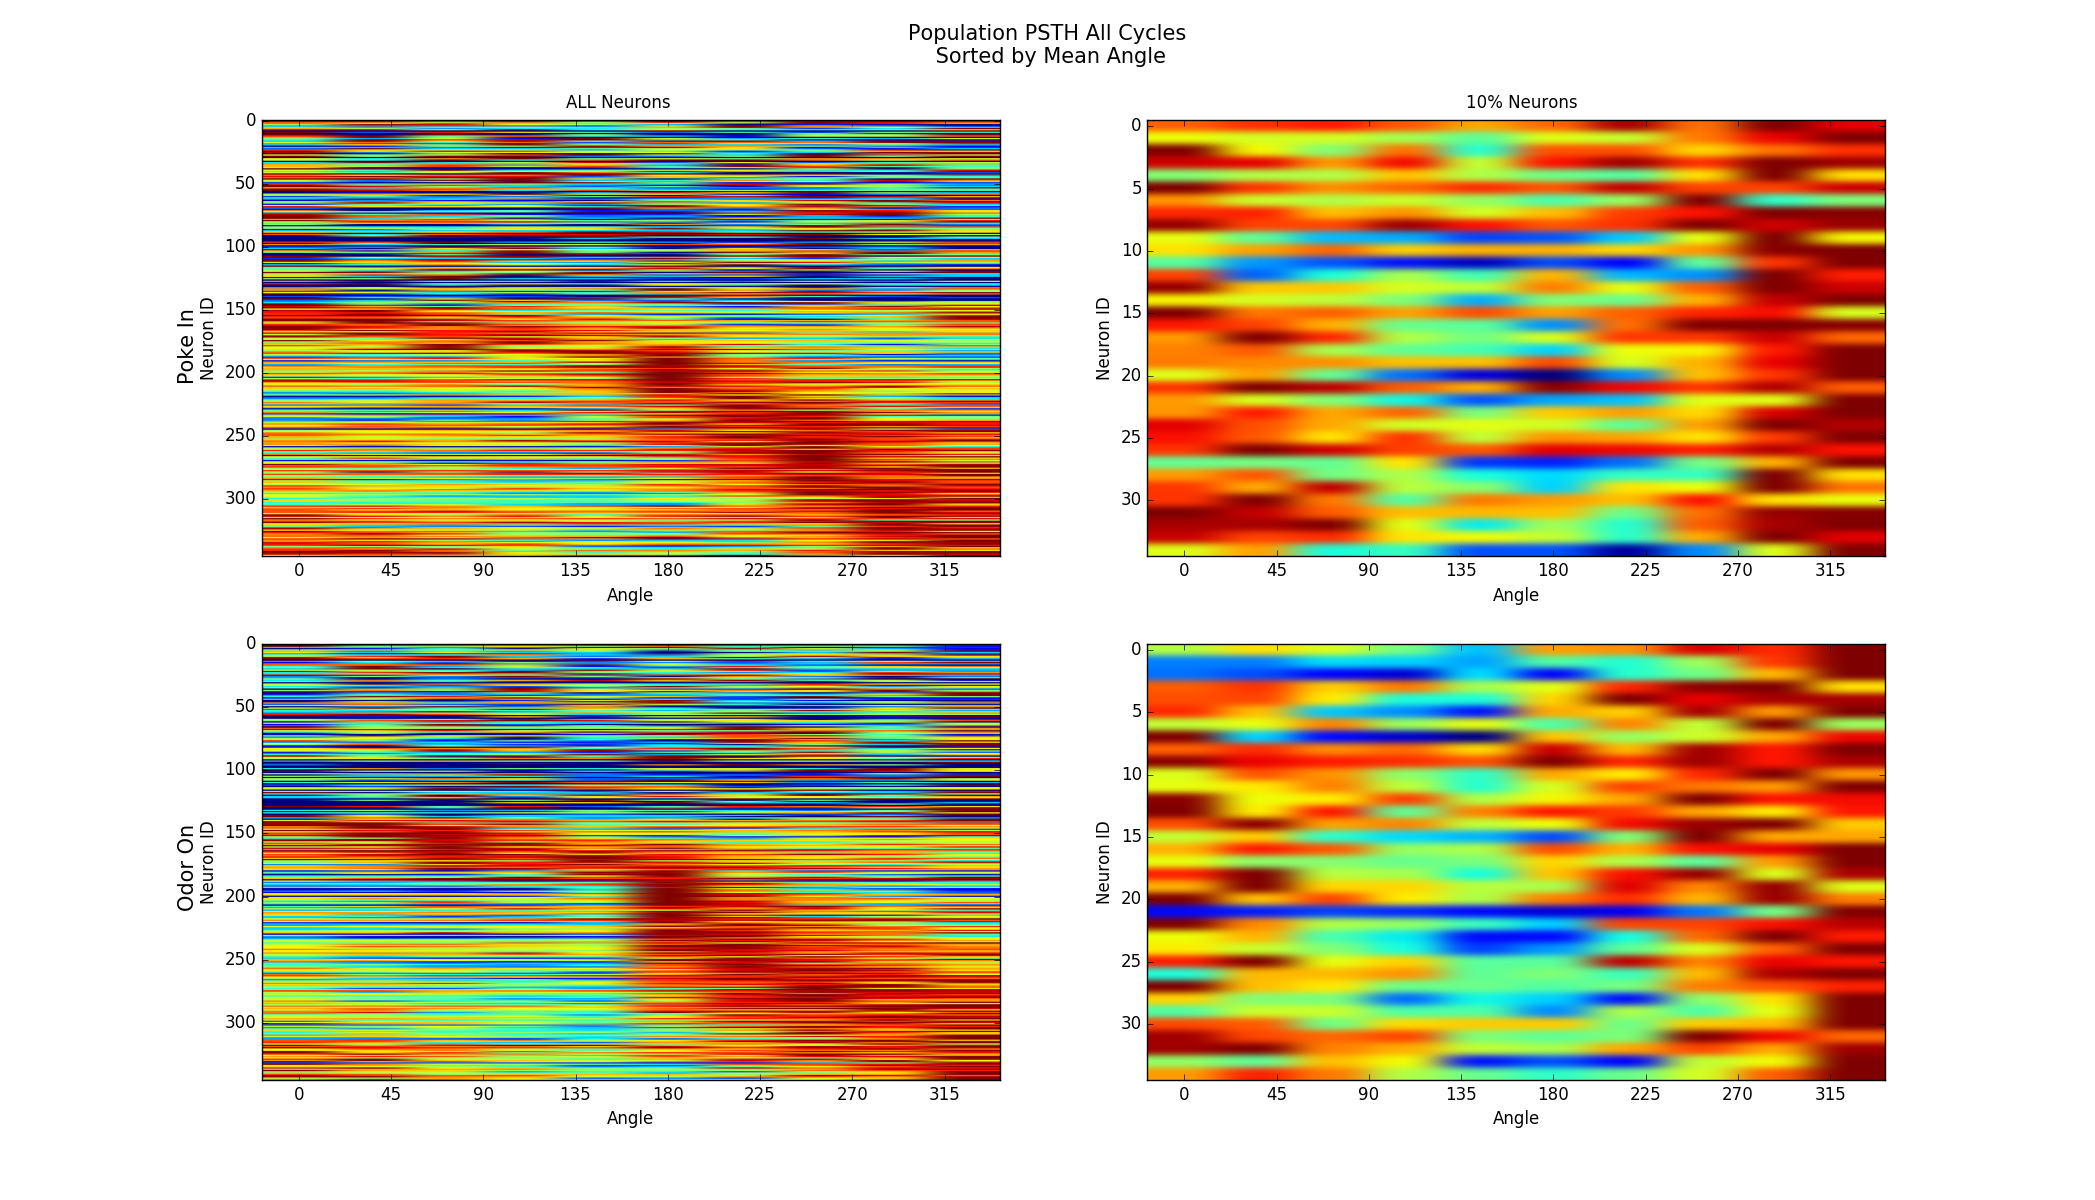 Population PSTH All Cycles
Sorted by Mean Angle
ALL Neurons
10% Neurons
Poke In
Neuron ID
0
50
100
150
200
250
300
0 45 90 135 180 225 270 315
Angle
Neuron ID
0
5
10
15
20
25
30
0 45 90 135 180 225 270 315
Angle
Odor On
Neuron ID
0
50
100
150
200
250
300
0 45 90 135 180 225 270 315
Angle
Neuron ID
0
5
10
15
20
25
30
0 45 90 135 180 225 270 315
Angle